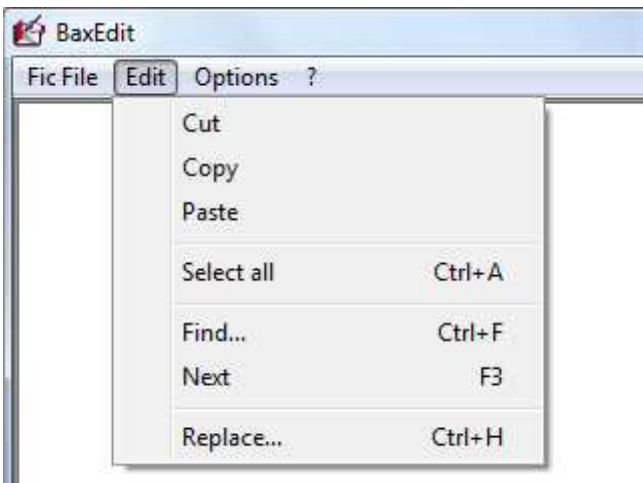 BaxEdit
Fic File Edit Options ?
Cut
Copy
Paste
Select all Ctrl+A
Find... Ctrl+F
Next F3
Replace... Ctrl+H